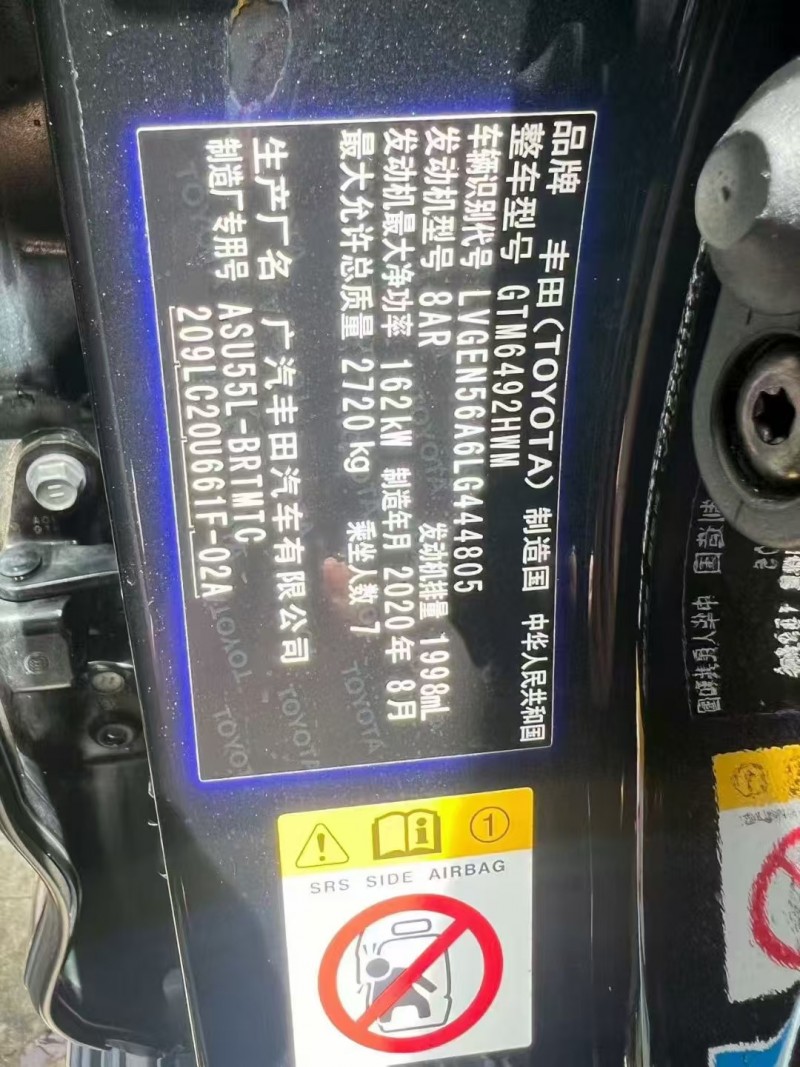 品牌 丰田(TOYOTA) 制造国 中华人民共和国
整车型号 GTM6492HWM
车辆识别代号 LVGEN56A6LG444805
发动机型号 8AR 发动机排量 1998mL
发动机最大净功率 162kW 制造年月 2020年8月
最大允许总质量 2720kg 乘坐人数 7
生产厂名 广汽丰田汽车有限公司
制造厂专用号 ASU55L-BRTMTC
209LC20U661F-02A
1
SRS SIDE AIRBAG